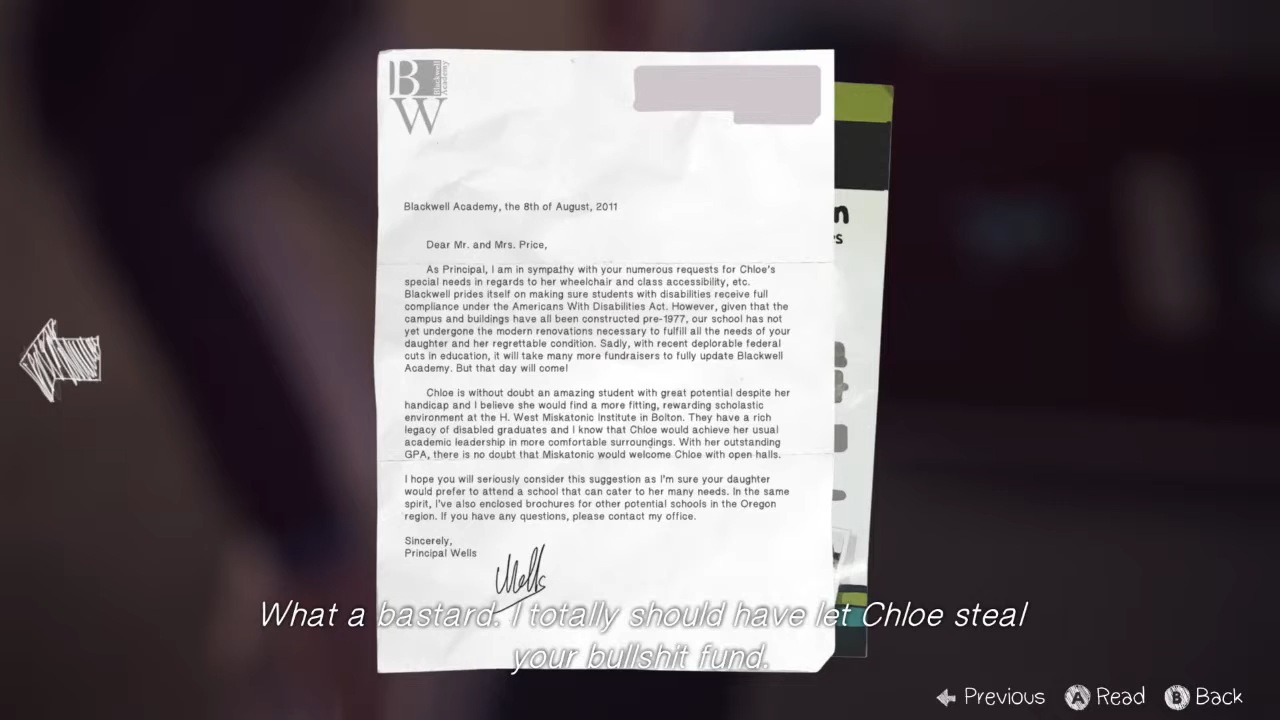 B
W
Blackwell
Academy
Blackwell Academy, the 8th of August, 2011
Dear Mr. and Mrs. Price,
As Principal, I am in sympathy with your numerous requests for Chloe's
special needs in regards to her wheelchair and class accessibility, etc.
Blackwell prides itself on making sure students with disabilities receive full
compliance under the Americans With Disabilities Act. However, given that the
campus and buildings have all been constructed pre-1977, our school has not
yet undergone the modern renovations necessary to fulfill all the needs of your
daughter and her regrettable condition. Sadly, with recent deplorable federal
cuts in education, it will take many more fundraisers to fully update Blackwell
Academy. But that day will come!
Chloe is without doubt an amazing student with great potential despite her
handicap and I believe she would find a more fitting, rewarding scholastic
environment at the H. West Miskatonic Institute in Bolton. They have a rich
legacy of disabled graduates and I know that Chloe would achieve her usual
academic leadership in more comfortable surroundings. With her outstanding
GPA, there is no doubt that Miskatonic would welcome Chloe with open halls.
I hope you will seriously consider this suggestion as I'm sure your daughter
would prefer to attend a school that can cater to her many needs. In the same
spirit, I've also enclosed brochures for other potential schools in the Oregon
region. If you have any questions, please contact my office.
Sincerely,
Principal Wells
Wells
n
s
What a bastard. I totally should have let Chloe steal
your bullshit fund.
Previous A Read B Back